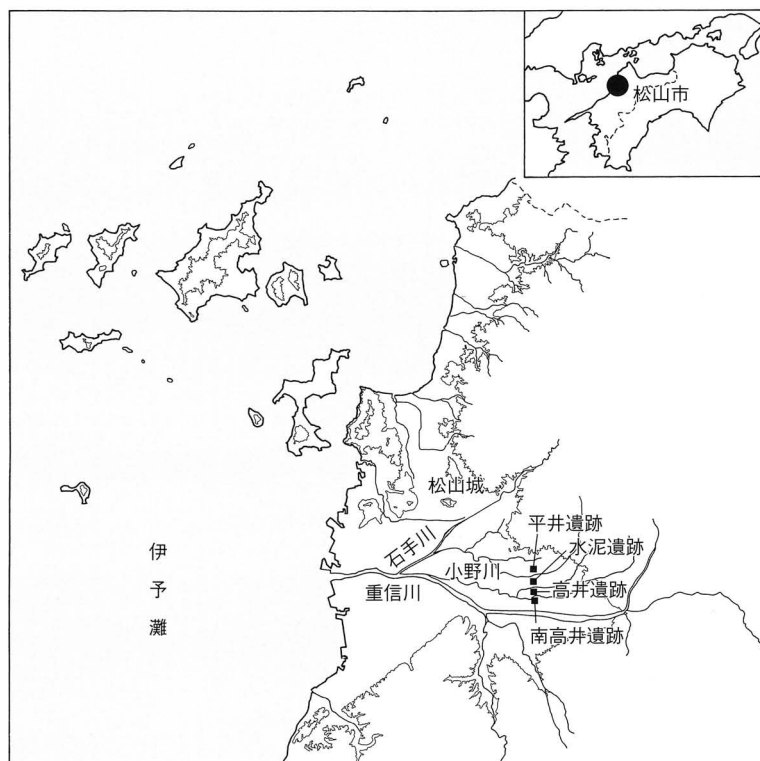 松山市
松山城
平井遺跡
石手川
水泥遺跡
小野川
高井遺跡
重信川
南高井遺跡
伊予灘